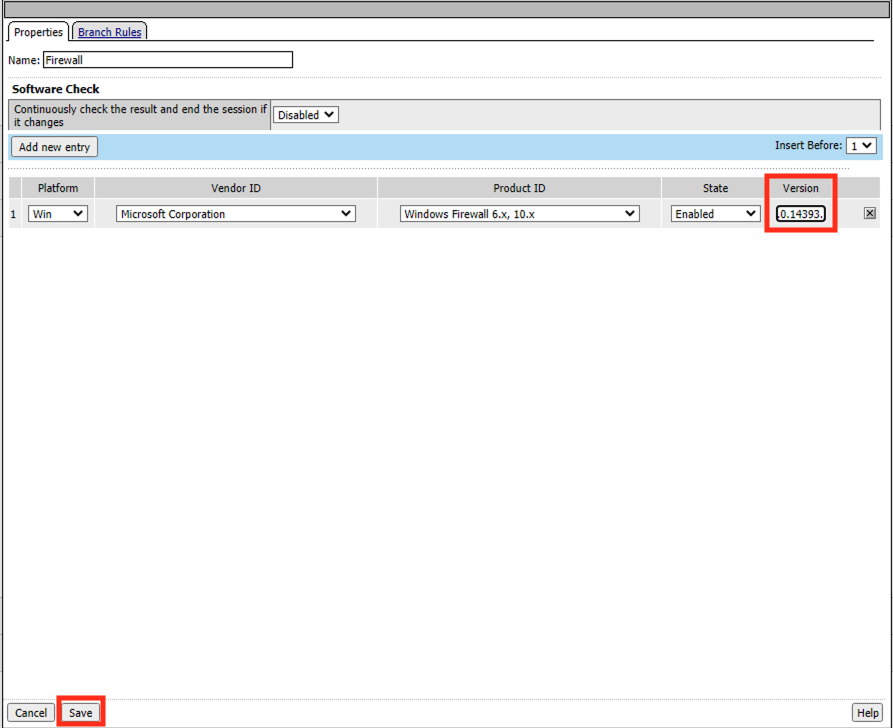 Properties Branch Rules
Name: Firewall
Software Check
Continuously check the result and end the session if
it changes
Disabled
Add new entry Insert Before: 1
Platform Vendor ID Product ID State Version
1 Win Microsoft Corporation Windows Firewall 6.x, 10.x Enabled .0.14393. x
Cancel Save Help